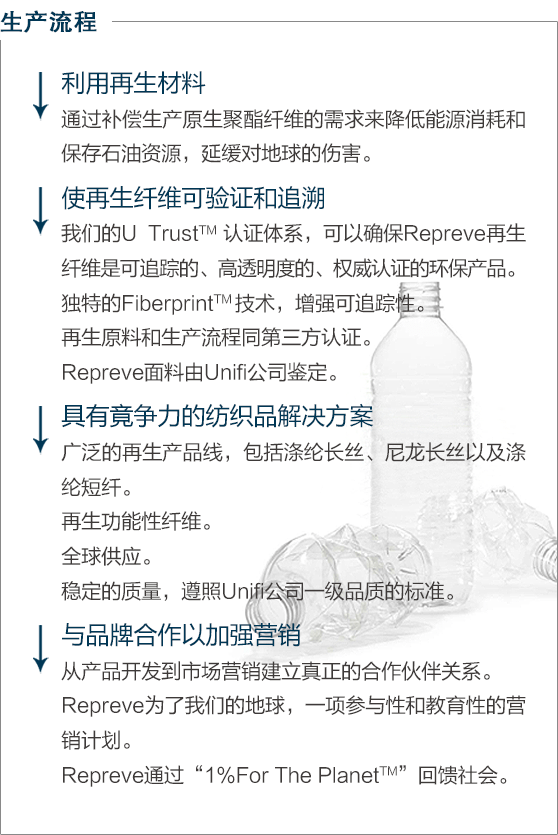 生产流程
利用再生材料
通过补偿生产原生聚酯纤维的需求来降低能源消耗和
保存石油资源，延缓对地球的伤害。
使再生纤维可验证和追溯
我们的U Trust™ 认证体系，可以确保Repreve再生
纤维是可追踪的、高透明度的、权威认证的环保产品。
独特的Fiberprint™技术，增强可追踪性。
再生原料和生产流程同第三方认证。
Repreve面料由Unifi公司鉴定。
具有竟争力的纺织品解决方案
广泛的再生产品线，包括涤纶长丝、尼龙长丝以及涤
纶短纤。
再生功能性纤维。
全球供应。
稳定的质量，遵照Unifi公司一级品质的标准。
与品牌合作以加强营销
从产品开发到市场营销建立真正的合作伙伴关系。
Repreve为了我们的地球，一项参与性和教育性的营
销计划。
Repreve通过“1%For The Planet™”回馈社会。